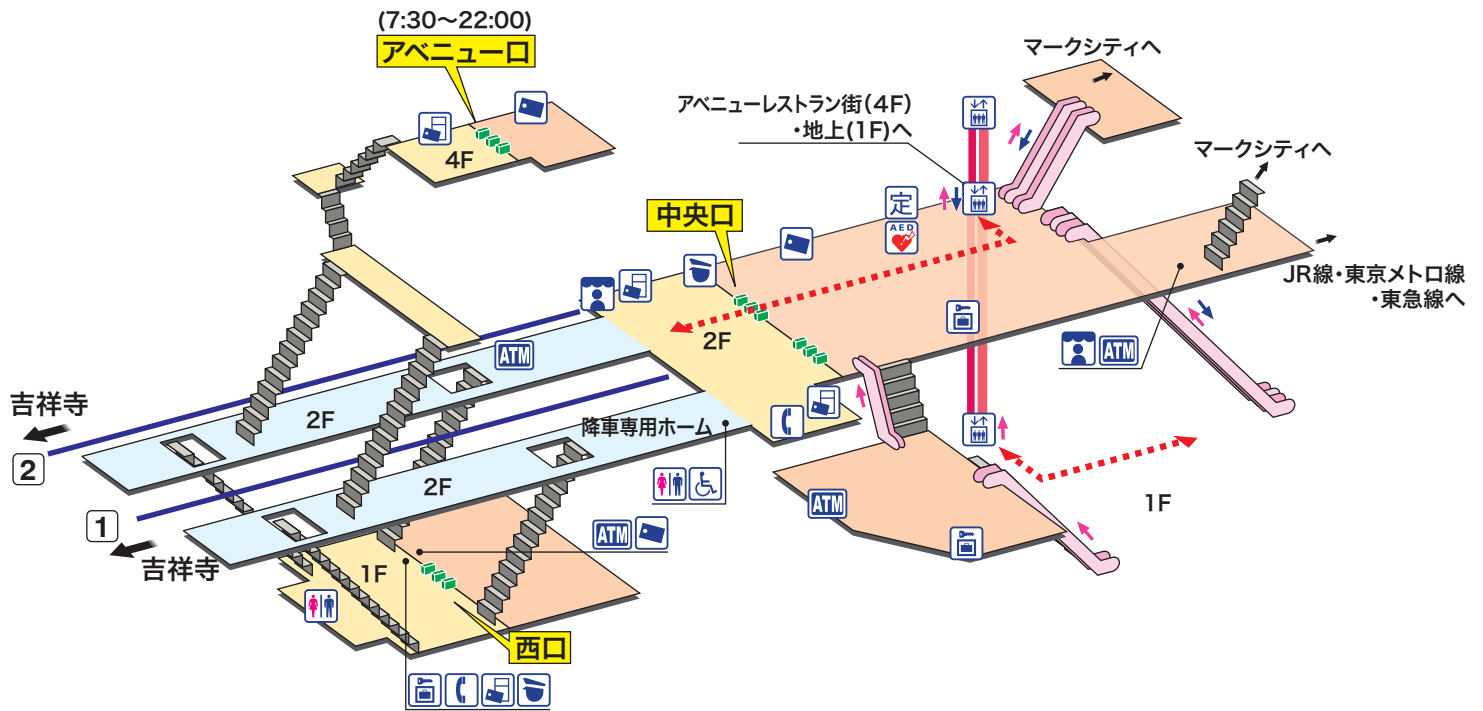 (7:30〜22:00)
アベニュー口
4F
マークシティへ
アベニューレストラン街(4F)
・地上(1F)へ
マークシティへ
定
AED
中央口
2F
JR線・東京メトロ線
・東急線へ
ATM
ATM
吉祥寺
2
2F
降車専用ホーム
2F
1
吉祥寺
ATM
ATM
1F
1F
西口